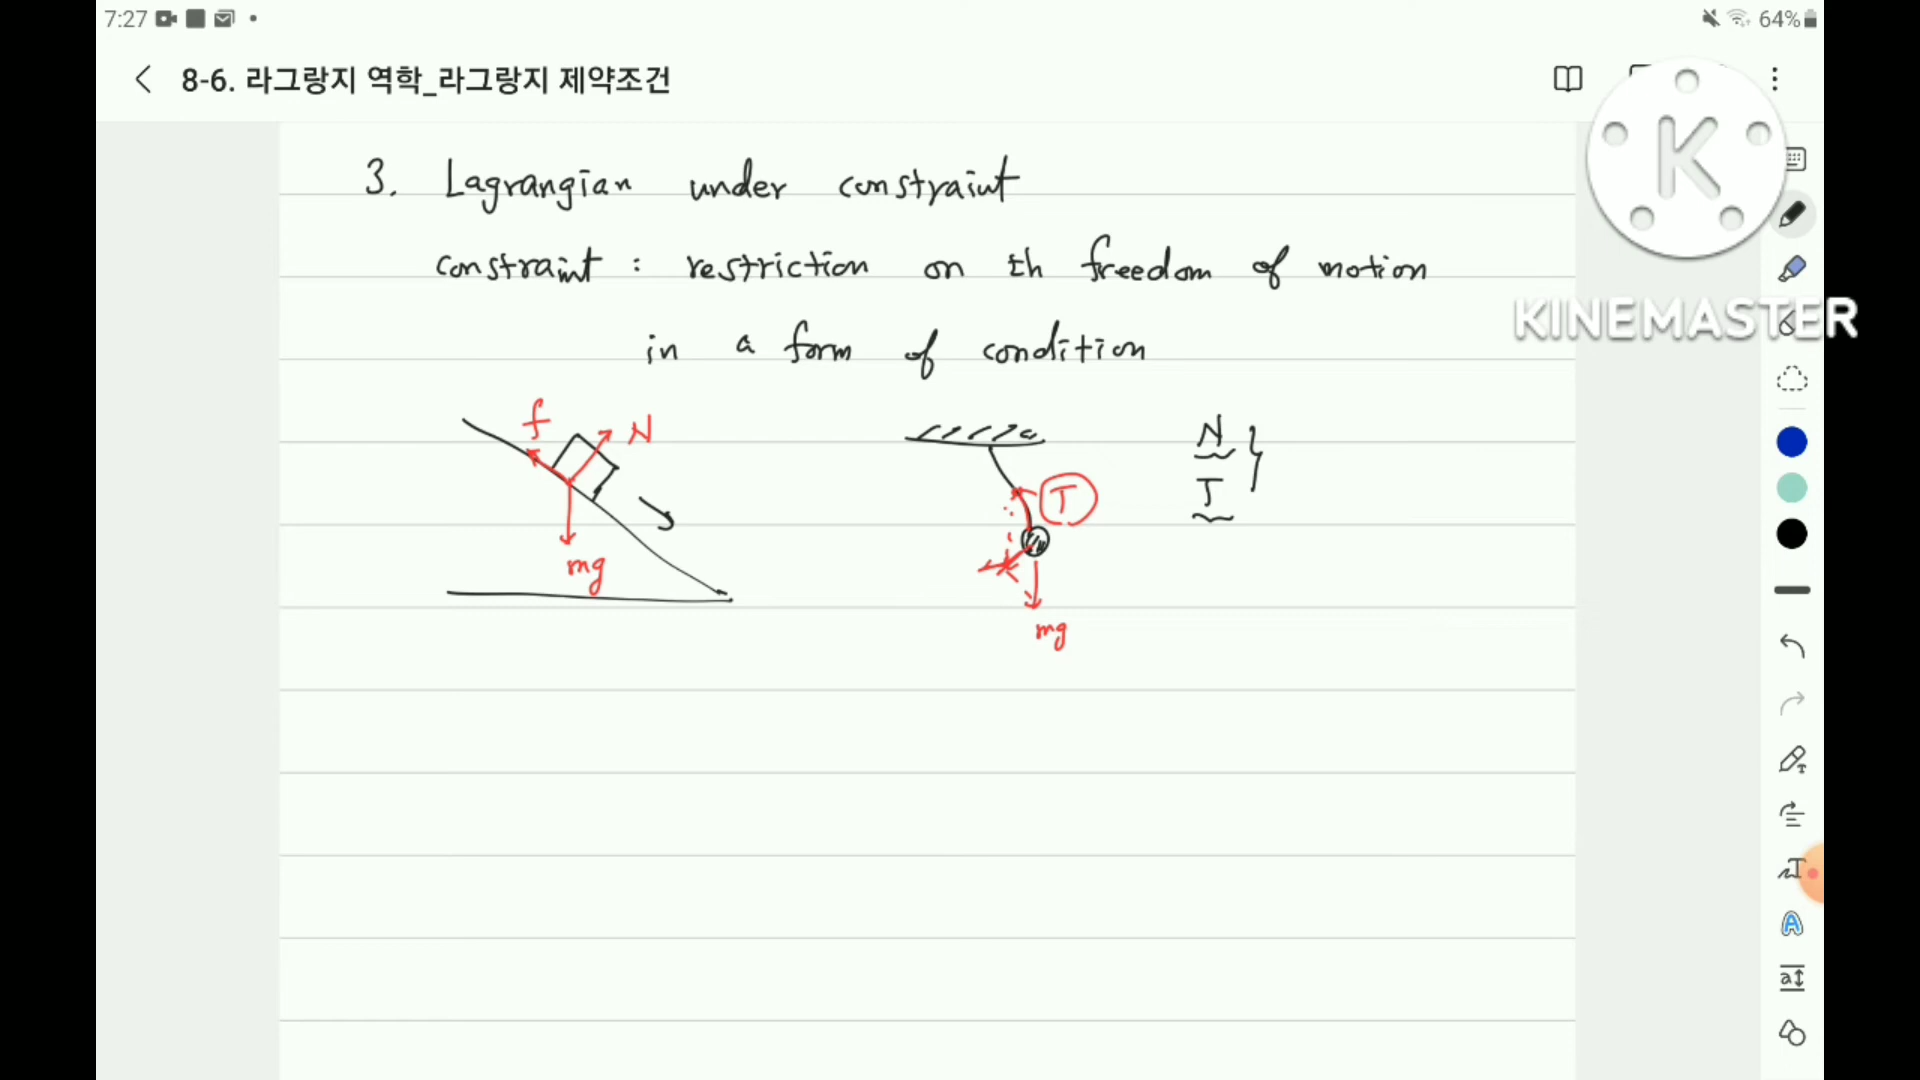 7:27
64%
8-6. 라그랑지 역학_라그랑지 제약조건
K
KINEMASTER
3. Lagrangian under constraint
constraint : restriction on th freedom of motion
in a form of condition
f
N
mg
T
mg
N
T